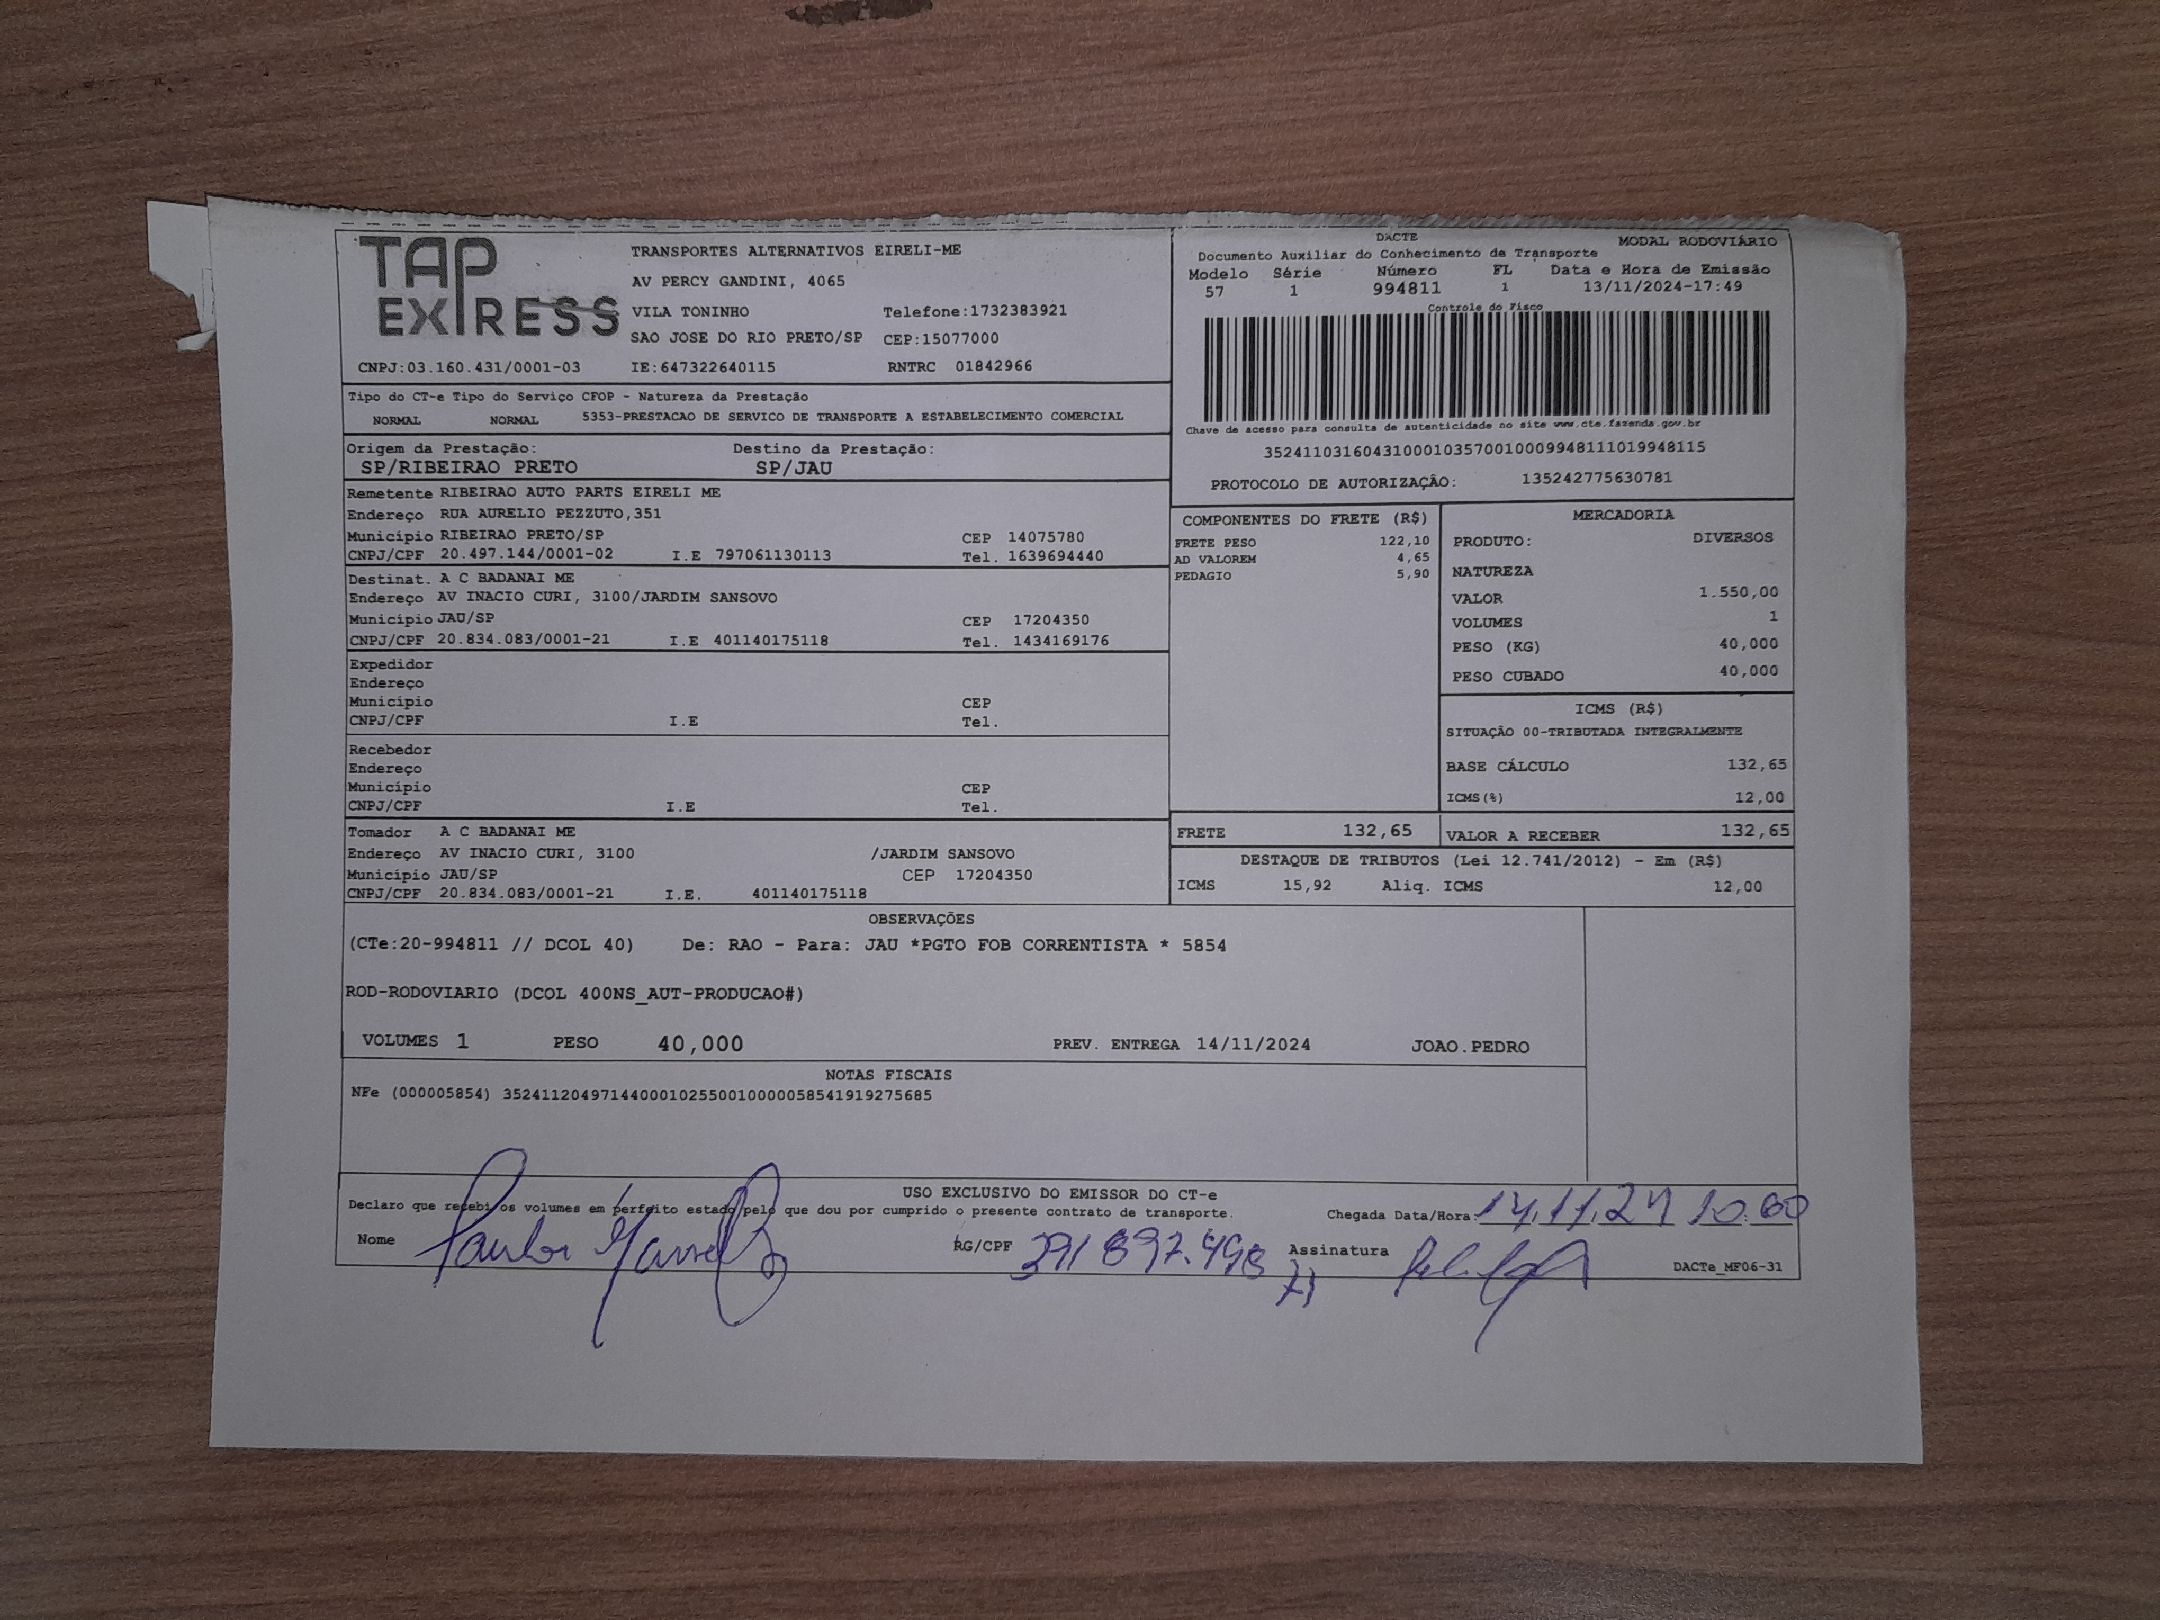 TAP EXPRESS
TRANSPORTES ALTERNATIVOS EIRELI-ME
AV PERCY GANDINI, 4065
VILA TONINHO Telefone:1732383921
SAO JOSE DO RIO PRETO/SP CEP:15077000
CNPJ:03.160.431/0001-03 IE:647322640115 RNTRC 01842966
DACTE MODAL RODOVIÁRIO
Documento Auxiliar do Conhecimento de Transporte
Modelo Série Número FL Data e Hora de Emissão
57 1 994811 1 13/11/2024-17:49
Controle do Fisco
Chave de acesso para consulta de autenticidade no site www.cte.fazenda.gov.br
35241103160431000103570010009948111019948115
PROTOCOLO DE AUTORIZAÇÃO: 135242775630781
Tipo do CT-e Tipo do Serviço CFOP - Natureza da Prestação
NORMAL NORMAL 5353-PRESTACAO DE SERVICO DE TRANSPORTE A ESTABELECIMENTO COMERCIAL
Origem da Prestação: Destino da Prestação:
SP/RIBEIRAO PRETO SP/JAU
Remetente RIBEIRAO AUTO PARTS EIRELI ME
Endereço RUA AURELIO PEZZUTO,351
Município RIBEIRAO PRETO/SP CEP 14075780
CNPJ/CPF 20.497.144/0001-02 I.E 797061130113 Tel. 1639694440
Destinat. A C BADANAI ME
Endereço AV INACIO CURI, 3100/JARDIM SANSOVO
Município JAU/SP CEP 17204350
CNPJ/CPF 20.834.083/0001-21 I.E 401140175118 Tel. 1434169176
Expedidor
Endereço
Município CEP
CNPJ/CPF I.E Tel.
Recebedor
Endereço
Município CEP
CNPJ/CPF I.E Tel.
Tomador A C BADANAI ME
Endereço AV INACIO CURI, 3100 /JARDIM SANSOVO
Município JAU/SP CEP 17204350
CNPJ/CPF 20.834.083/0001-21 I.E. 401140175118
COMPONENTES DO FRETE (R$)
FRETE PESO 122,10
AD VALOREM 4,65
PEDAGIO 5,90
MERCADORIA
PRODUTO: DIVERSOS
NATUREZA
VALOR 1.550,00
VOLUMES 1
PESO (KG) 40,000
PESO CUBADO 40,000
ICMS (R$)
SITUAÇÃO 00-TRIBUTADA INTEGRALMENTE
BASE CÁLCULO 132,65
ICMS(%) 12,00
FRETE 132,65 VALOR A RECEBER 132,65
DESTAQUE DE TRIBUTOS (Lei 12.741/2012) - Em (R$)
ICMS 15,92 Aliq. ICMS 12,00
OBSERVAÇÕES
(CTe:20-994811 // DCOL 40) De: RAO - Para: JAU *PGTO FOB CORRENTISTA * 5854
ROD-RODOVIARIO (DCOL 400NS_AUT-PRODUCAO#)
VOLUMES 1 PESO 40,000 PREV. ENTREGA 14/11/2024 JOAO.PEDRO
NOTAS FISCAIS
NFe (000005854) 35241120497144000102550010000058541919275685
USO EXCLUSIVO DO EMISSOR DO CT-e
Declaro que recebi os volumes em perfeito estado pelo que dou por cumprido o presente contrato de transporte. Chegada Data/Hora: 14.11.24 10:00
Nome RG/CPF Assinatura
DACTe_MF06-31